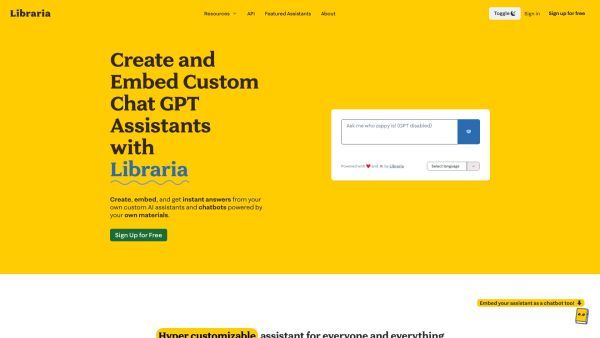 Libraria
Resources
API
Featured Assistants
About
Toggle
Sign in
Sign up for free
Create and
Embed Custom
Chat GPT
Assistants
with
Libraria
Ask me who zappy is! (GPT disabled)
Powered with ❤️ and by Libraria
Select language
Create, embed, and get instant answers from your
own custom AI assistants and chatbots powered by
your own materials.
Sign Up for Free
Embed your assistant as a chatbot too!
Hyper customizable assistant for everyone and everything